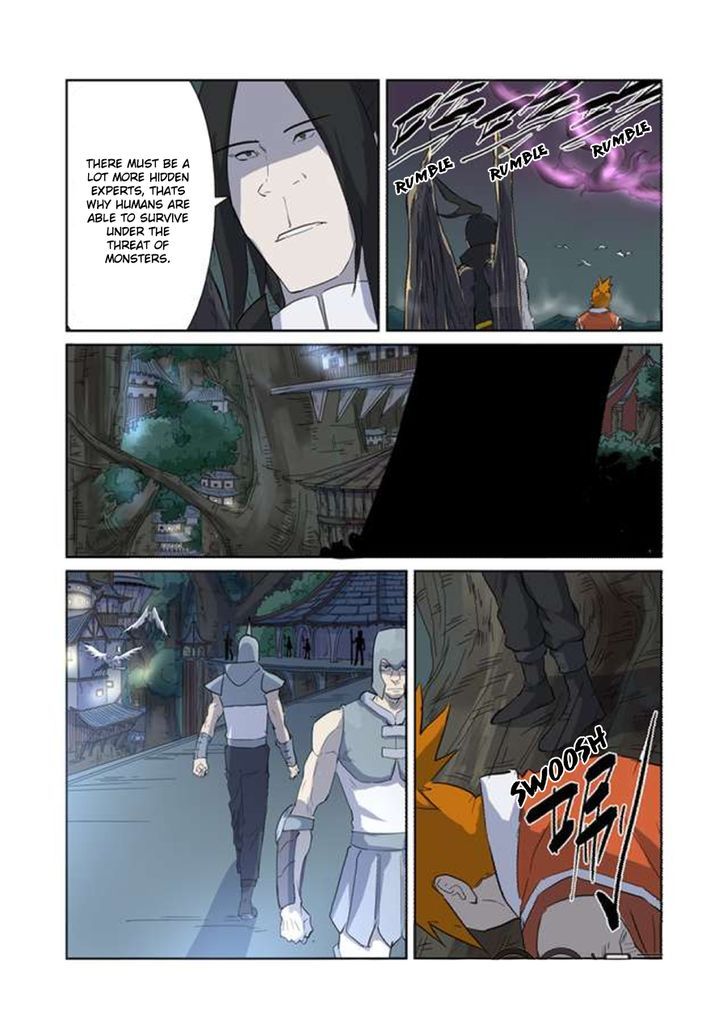 THERE MUST BE A
LOT MORE HIDDEN
EXPERTS, THATS
WHY HUMANS ARE
ABLE TO SURVIVE
UNDER THE
THREAT OF
MONSTERS.
RUMBLE
RUMBLE
RUMBLE
SWOOSH